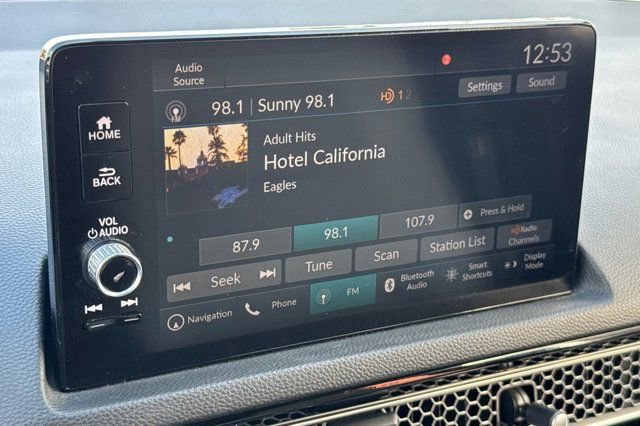 Audio Source
2
12:53
FM
98.1 | Sunny 98.1
HD 1 2
Settings
Sound
HOME
BACK
VOL
AUDIO
Adult Hits
Hotel California
Eagles
87.9
98.1
107.9
Press & Hold
Seek
Tune
Scan
Station List
HD Radio Channels
Navigation
Phone
FM
Bluetooth Audio
Smart Shortcuts
Display Mode